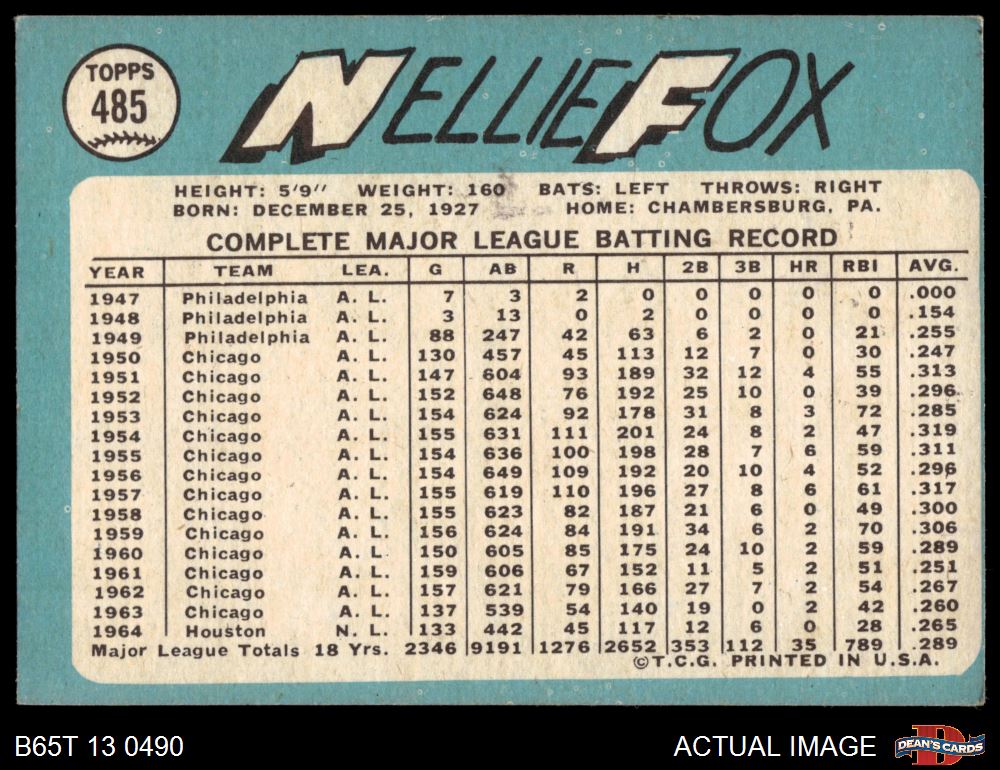 TOPPS
485
NELLIE FOX
HEIGHT: 5'9" WEIGHT: 160 BATS: LEFT THROWS: RIGHT
BORN: DECEMBER 25, 1927 HOME: CHAMBERSBURG, PA.
COMPLETE MAJOR LEAGUE BATTING RECORD
YEAR TEAM LEA. G AB R H 2B 3B HR RBI AVG.
1947 Philadelphia A. L. 7 3 2 0 0 0 0 0 .000
1948 Philadelphia A. L. 3 13 0 2 0 0 0 0 .154
1949 Philadelphia A. L. 88 247 42 63 6 2 0 21 .255
1950 Chicago A. L. 130 457 45 113 12 7 0 30 .247
1951 Chicago A. L. 147 604 93 189 32 12 4 55 .313
1952 Chicago A. L. 152 648 76 192 25 10 0 39 .296
1953 Chicago A. L. 154 624 92 178 31 8 3 72 .285
1954 Chicago A. L. 155 631 111 201 24 8 2 47 .319
1955 Chicago A. L. 154 636 100 198 28 7 6 59 .311
1956 Chicago A. L. 154 649 109 192 20 10 4 52 .296
1957 Chicago A. L. 155 619 110 196 27 8 6 61 .317
1958 Chicago A. L. 155 623 82 187 21 6 0 49 .300
1959 Chicago A. L. 156 624 84 191 34 6 2 70 .306
1960 Chicago A. L. 150 605 85 175 24 10 2 59 .289
1961 Chicago A. L. 159 606 67 152 11 5 2 51 .251
1962 Chicago A. L. 157 621 79 166 27 7 2 54 .267
1963 Chicago A. L. 137 539 54 140 19 0 2 42 .260
1964 Houston N. L. 133 442 45 117 12 6 0 28 .265
Major League Totals 18 Yrs. 2346 9191 1276 2652 353 112 35 789 .289
©T.C.G. PRINTED IN U.S.A.
B65T 13 0490 ACTUAL IMAGE
DEAN'S CARDS